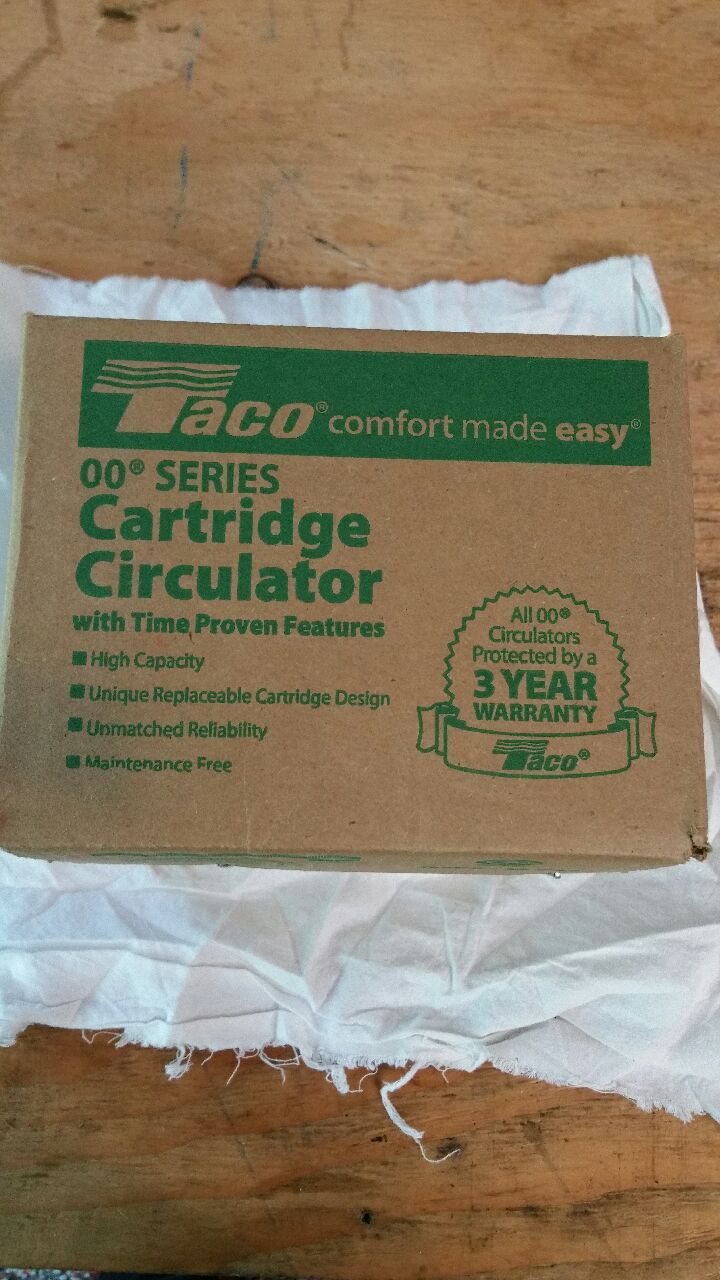 Taco® comfort made easy®
00® SERIES
Cartridge
Circulator
with Time Proven Features
■ High Capacity
■ Unique Replaceable Cartridge Design
■ Unmatched Reliability
■ Maintenance Free
All 00®
Circulators
Protected by a
3 YEAR
WARRANTY
Taco®